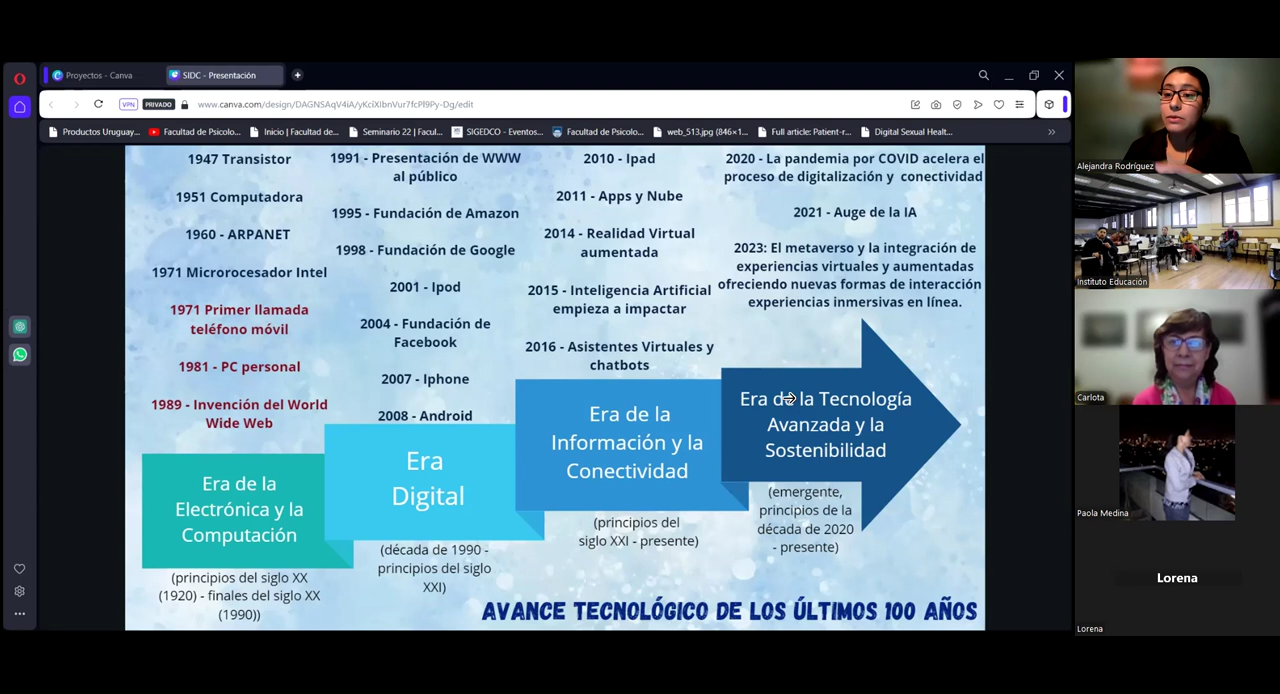 Proyectos - Canva
SIDC - Presentación
VPN
PRIVADO
www.canva.com/design/DAGNSAqV4iA/yKciXIbnVur7fcPl9Py-Dg/edit
Productos Uruguay...
Facultad de Psicolo...
Inicio | Facultad de...
Seminario 22 | Facul...
SIGEDCO - Eventos...
Facultad de Psicolo...
web_513.jpg (846×1...
Full article: Patient-r...
Digital Sexual Healt...
1947 Transistor
1951 Computadora
1960 - ARPANET
1971 Microrocesador Intel
1971 Primer llamada
teléfono móvil
1981 - PC personal
1989 - Invención del World
Wide Web
Era de la
Electrónica y la
Computación
(principios del siglo XX
(1920) - finales del siglo XX
(1990))
1991 - Presentación de WWW
al público
1995 - Fundación de Amazon
1998 - Fundación de Google
2001 - Ipod
2004 - Fundación de
Facebook
2007 - Iphone
2008 - Android
Era
Digital
(década de 1990 -
principios del siglo
XXI)
2010 - Ipad
2011 - Apps y Nube
2014 - Realidad Virtual
aumentada
2015 - Inteligencia Artificial
empieza a impactar
2016 - Asistentes Virtuales y
chatbots
Era de la
Información y la
Conectividad
(principios del
siglo XXI - presente)
2020 - La pandemia por COVID acelera el
proceso de digitalización y conectividad
2021 - Auge de la IA
2023: El metaverso y la integración de
experiencias virtuales y aumentadas
ofreciendo nuevas formas de interacción
experiencias inmersivas en línea.
Era de la Tecnología
Avanzada y la
Sostenibilidad
(emergente,
principios de la
década de 2020
- presente)
AVANCE TECNOLÓGICO DE LOS ÚLTIMOS 100 AÑOS
Alejandra Rodríguez
Instituto Educación
Carlota
Paola Medina
Lorena
Lorena